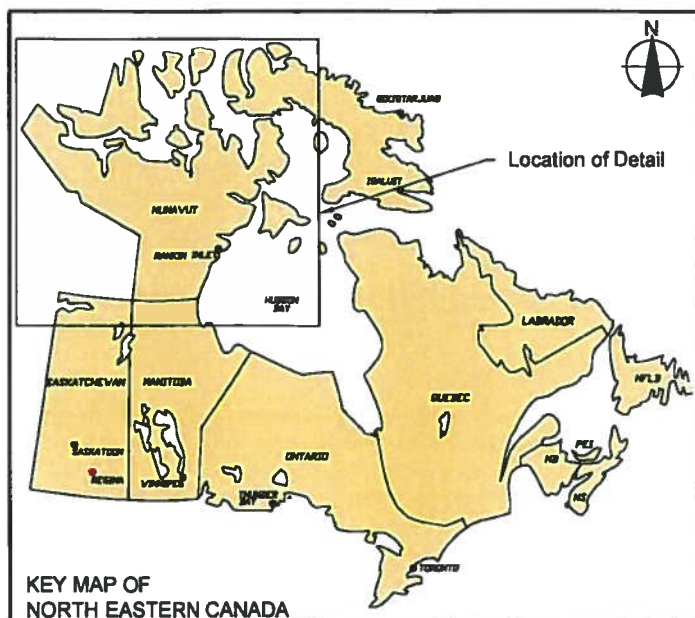 N
QIKIQTARJUAQ
Location of Detail
IQALUIT
NUNAVUT
RANKIN INLET
HUDSON
BAY
LABRADOR
SASKATCHEWAN
MANITOBA
NFLD
QUEBEC
SASKATOON
ONTARIO
PEI
NB
REGINA
WINNIPEG
THUNDER
BAY
NS
TORONTO
KEY MAP OF
NORTH EASTERN CANADA